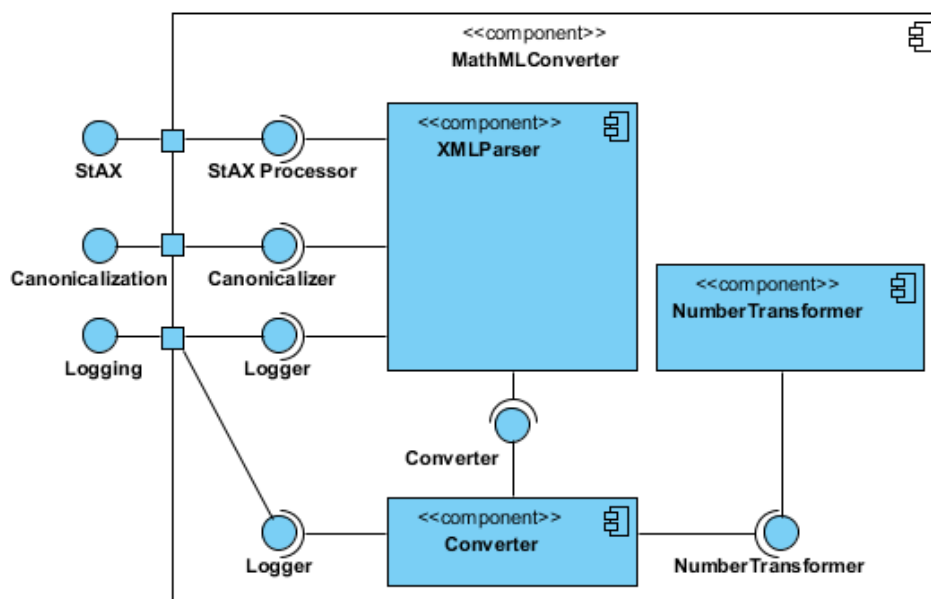 <<component>>
MathMLConverter
<<component>>
XMLParser
StAX
StAX Processor
Canonicalization
Canonicalizer
<<component>>
NumberTransformer
Logging
Logger
Converter
<<component>>
Converter
Logger
NumberTransformer